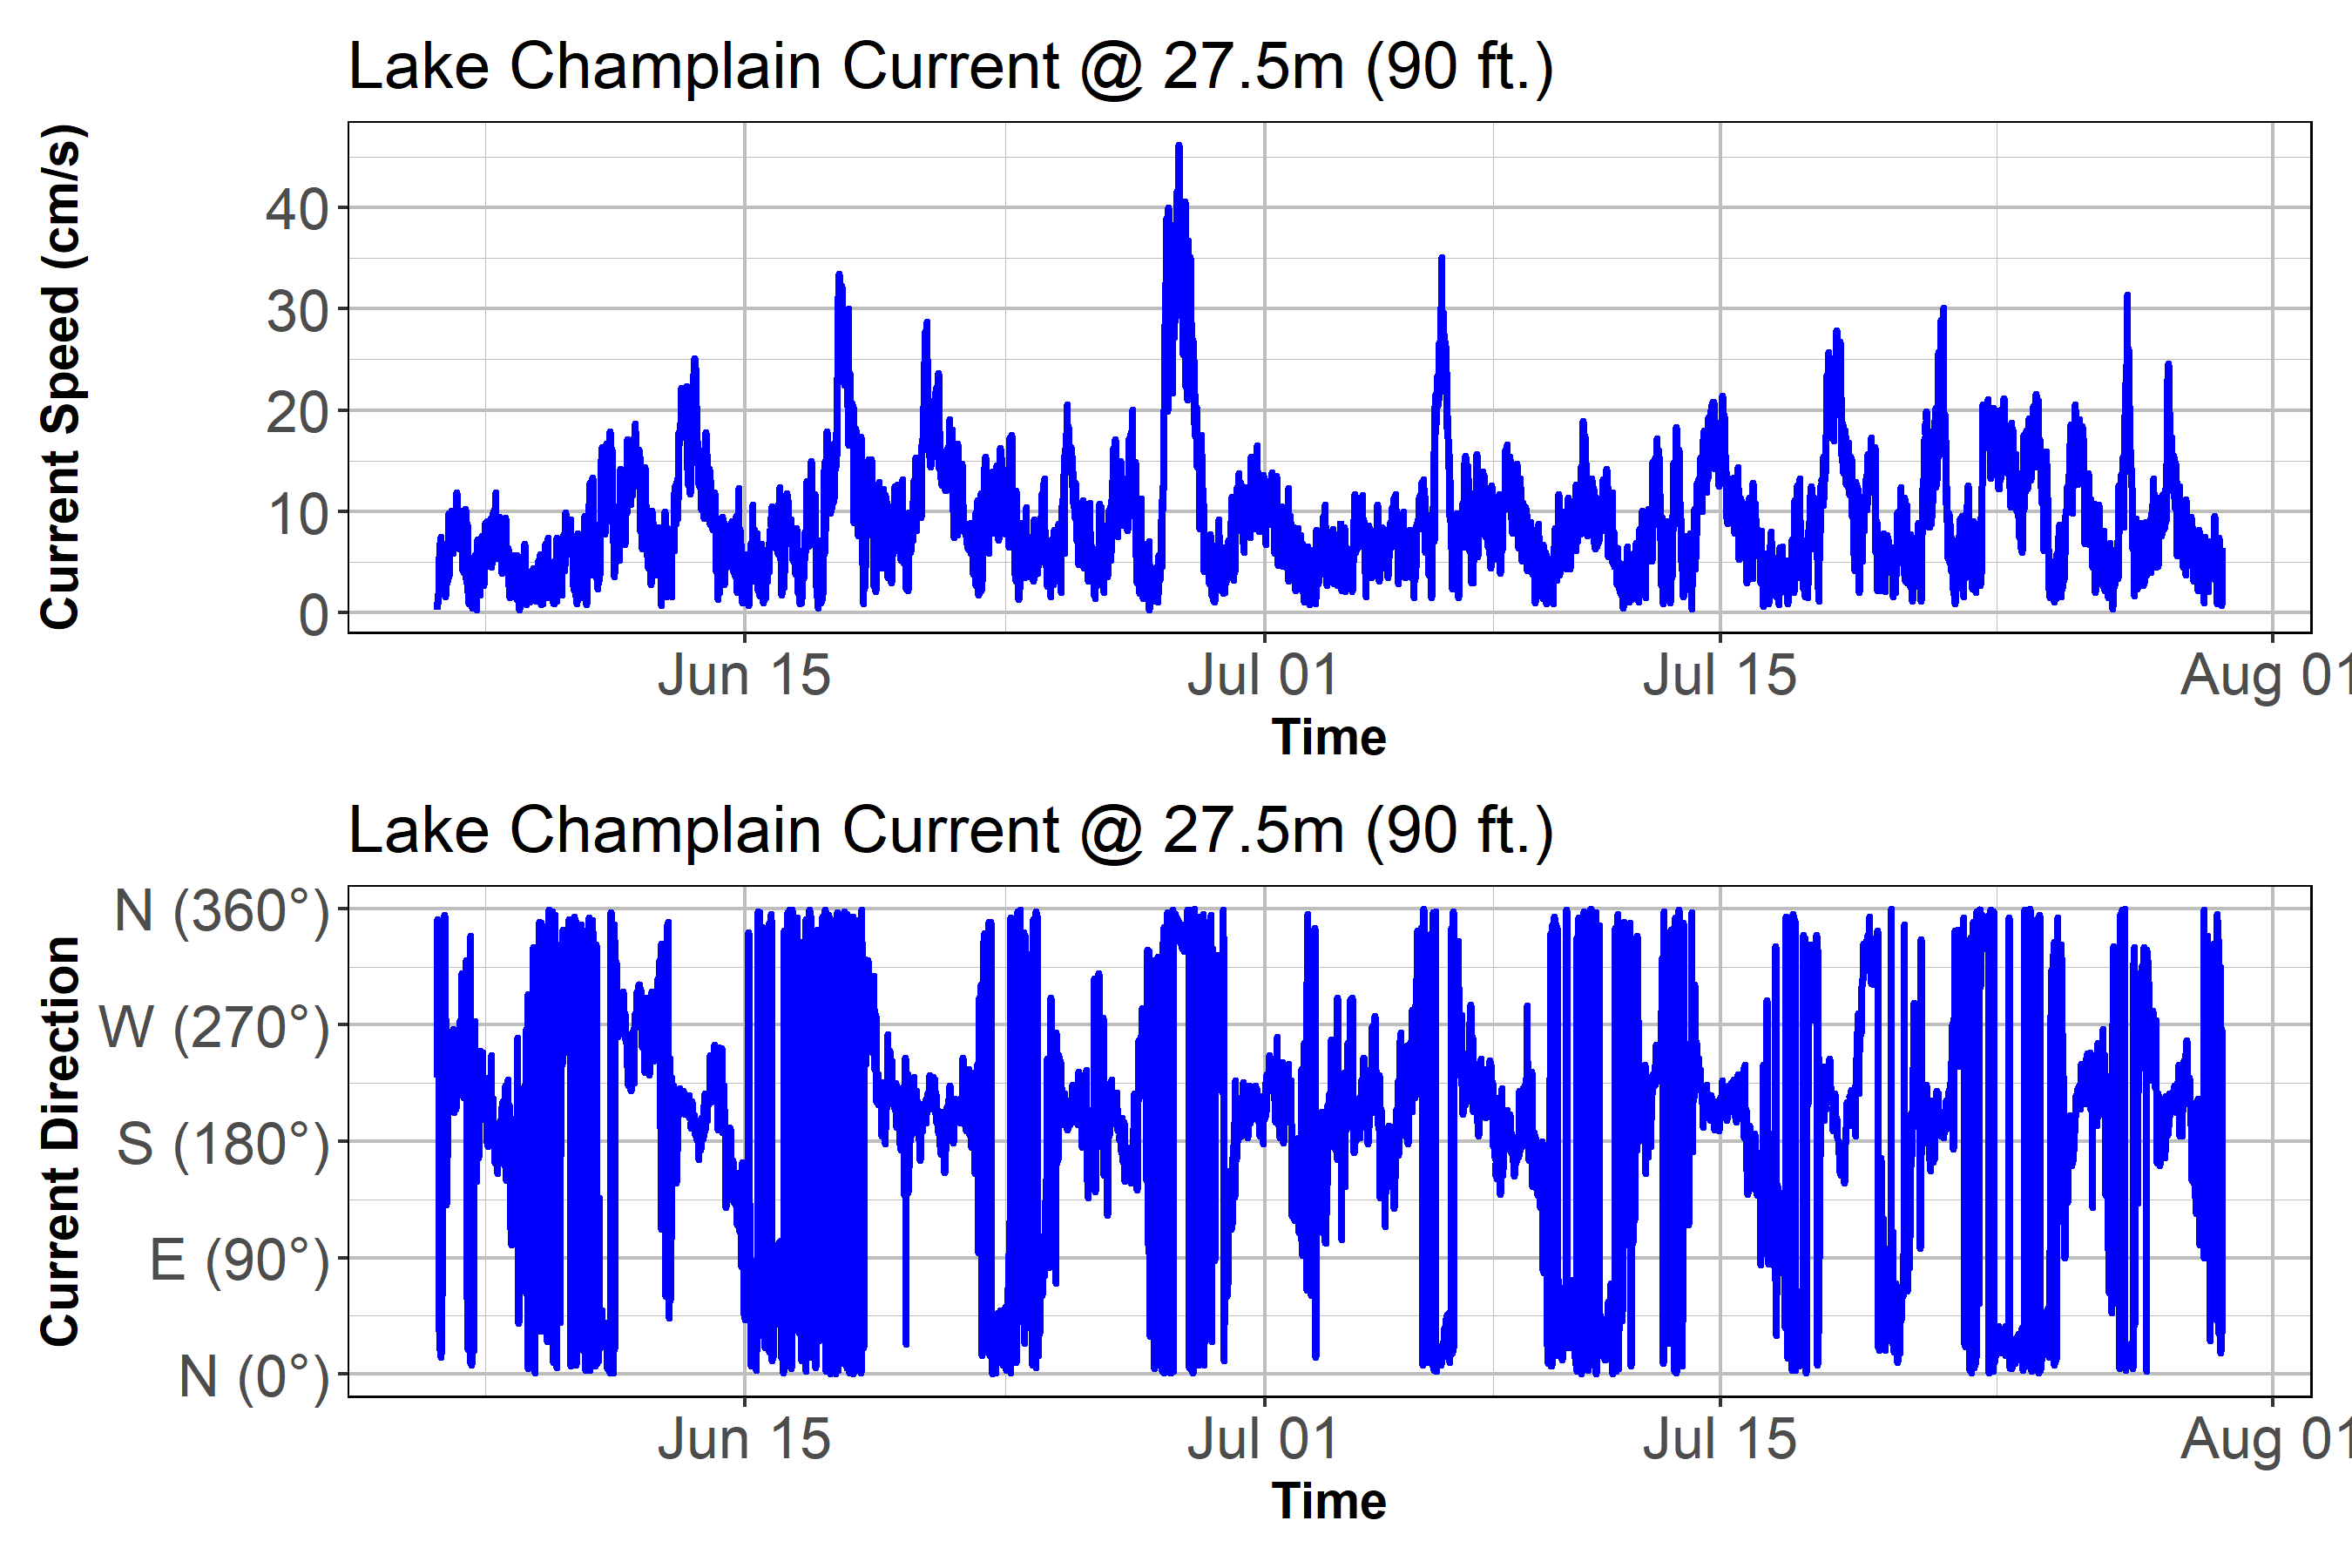 Lake Champlain Current @ 27.5m (90 ft.)
Current Speed (cm/s)
40
30
20
10
0
Jun 15
Jul 01
Jul 15
Aug 01
Time
Lake Champlain Current @ 27.5m (90 ft.)
Current Direction
N (360°)
W (270°)
S (180°)
E (90°)
N (0°)
Jun 15
Jul 01
Jul 15
Aug 01
Time